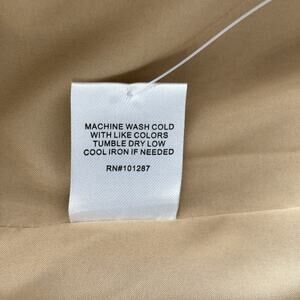 MACHINE WASH COLD
WITH LIKE COLORS
TUMBLE DRY LOW
COOL IRON IF NEEDED
RN#101287